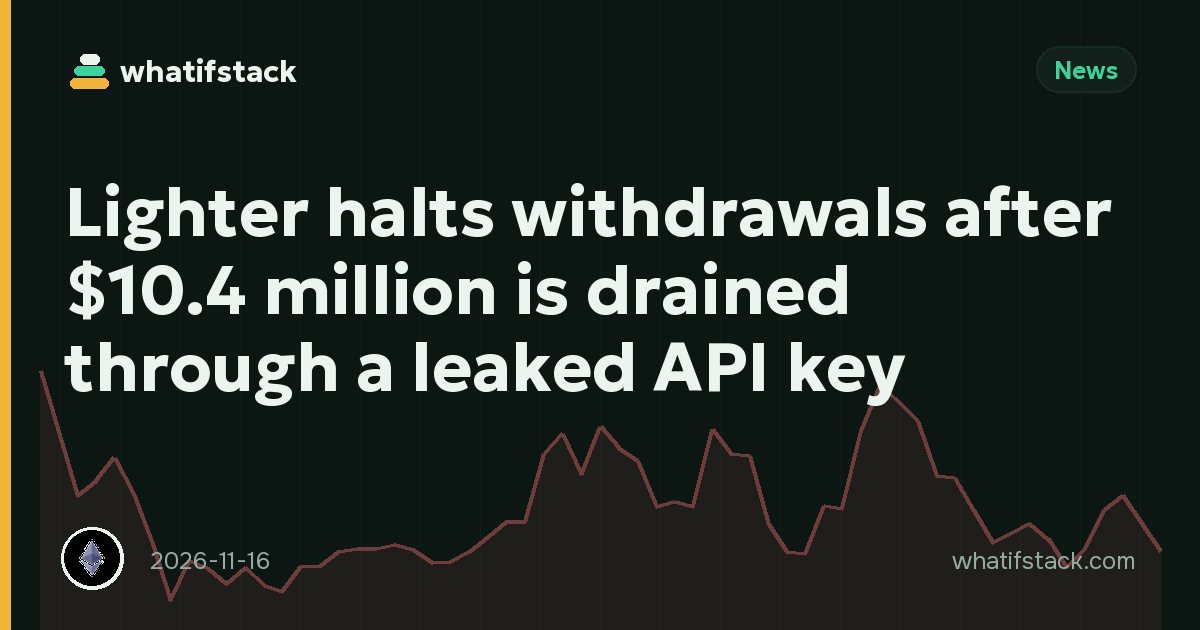 whatifstack
News
Lighter halts withdrawals after
$10.4 million is drained
through a leaked API key
2026-11-16
whatifstack.com